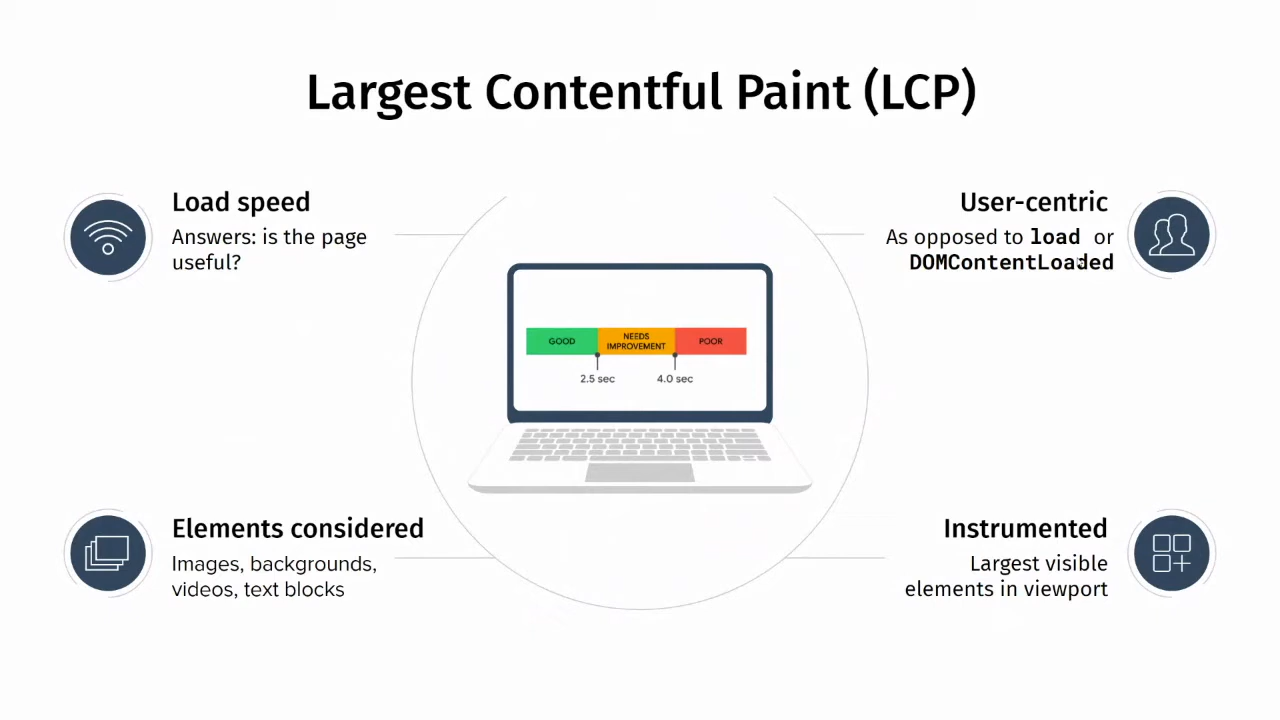 Largest Contentful Paint (LCP)
Load speed
Answers: is the page
useful?
User-centric
As opposed to load or
DOMContentLoaded
GOOD
NEEDS
IMPROVEMENT
POOR
2.5 sec
4.0 sec
Elements considered
Images, backgrounds,
videos, text blocks
Instrumented
Largest visible
elements in viewport